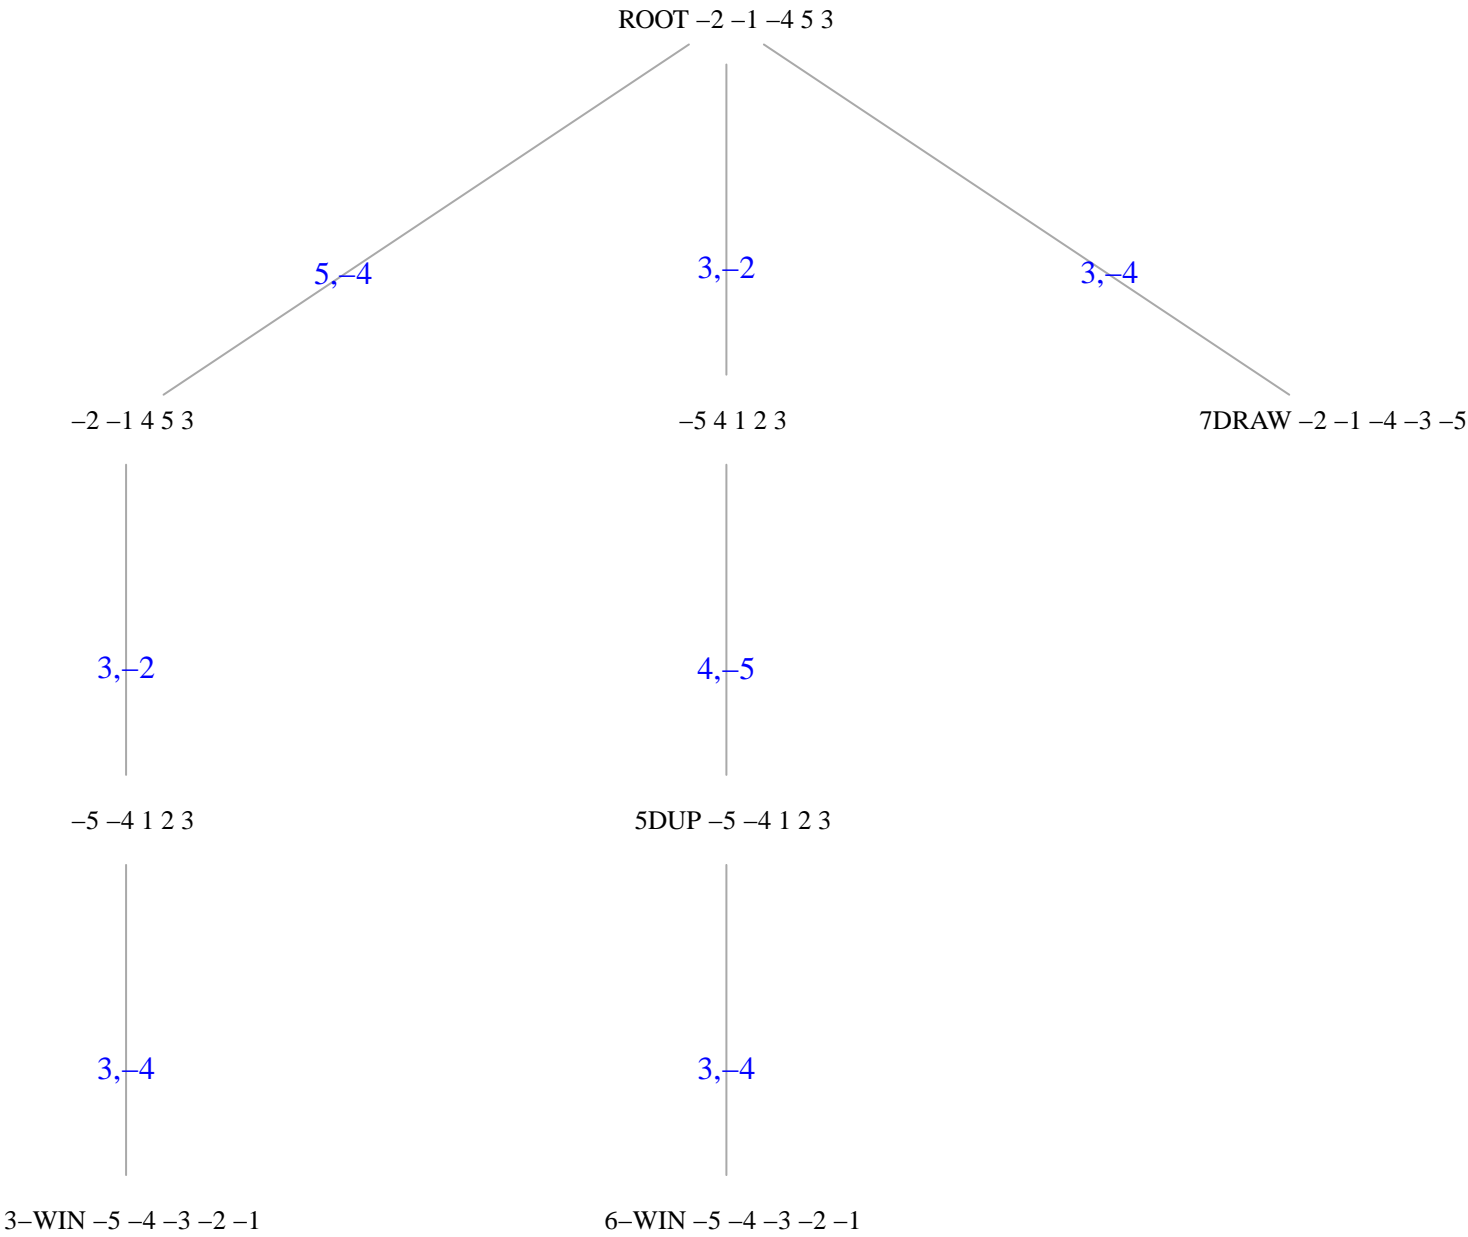 ROOT –2 –1 –4 5 3
5,–4
3,–2
3,–4
–2 –1 4 5 3
–5 4 1 2 3
7DRAW –2 –1 –4 –3 –5
3,–2
4,–5
–5 –4 1 2 3
5DUP –5 –4 1 2 3
3,–4
3,–4
3–WIN –5 –4 –3 –2 –1
6–WIN –5 –4 –3 –2 –1